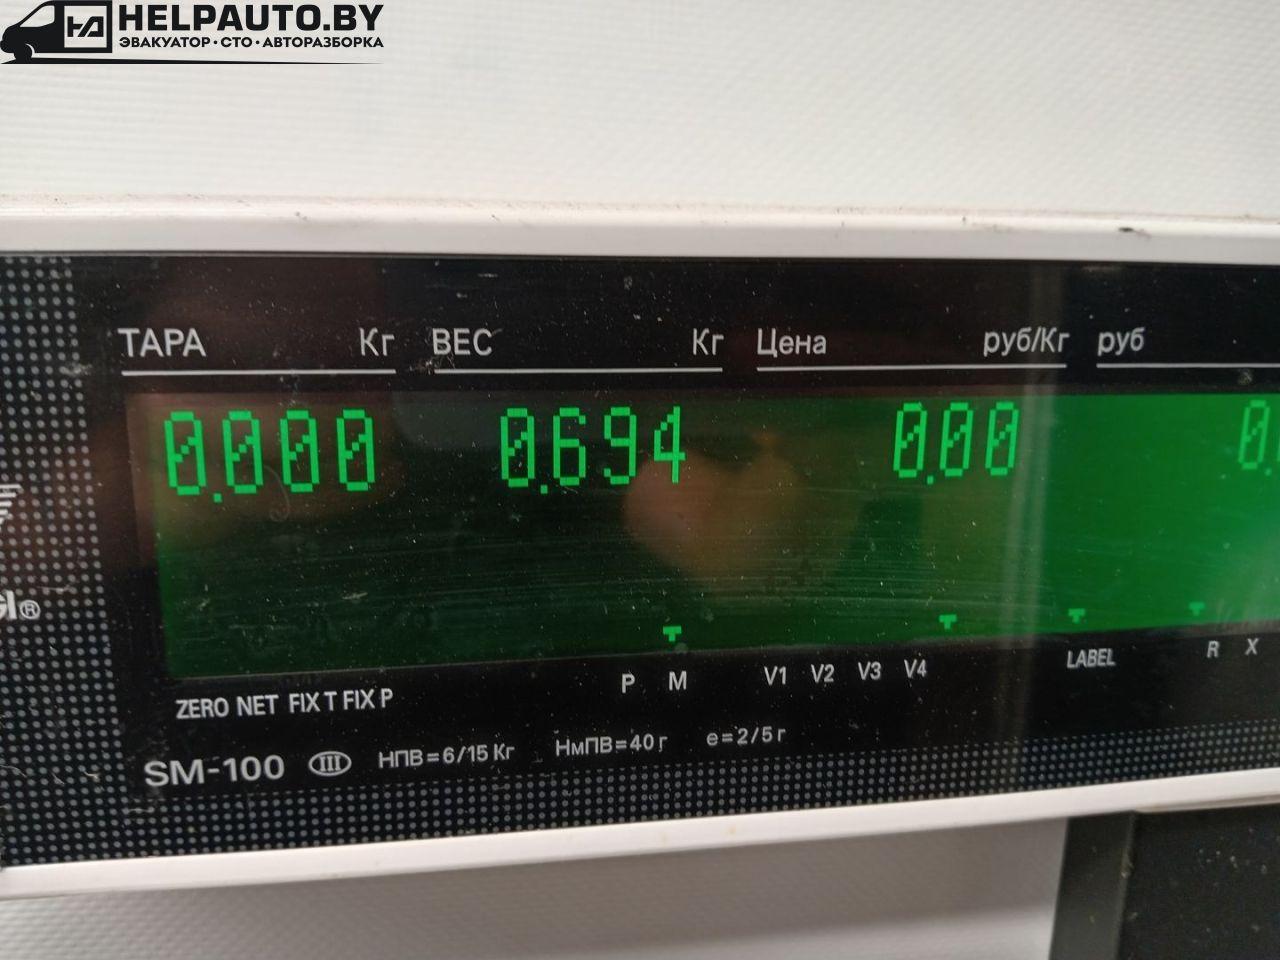 HELPAUTO.BY
ЭВАКУАТОР·СТО·АВТОРАЗБОРКА
ТАРА Кг ВЕС Кг Цена руб/Кг руб
0.000 0.694 0.00
P M V1 V2 V3 V4 LABEL R X
ZERO NET FIX T FIX P
SM-100 III НПВ=6/15 Кг НмПВ=40 г е=2/5 г